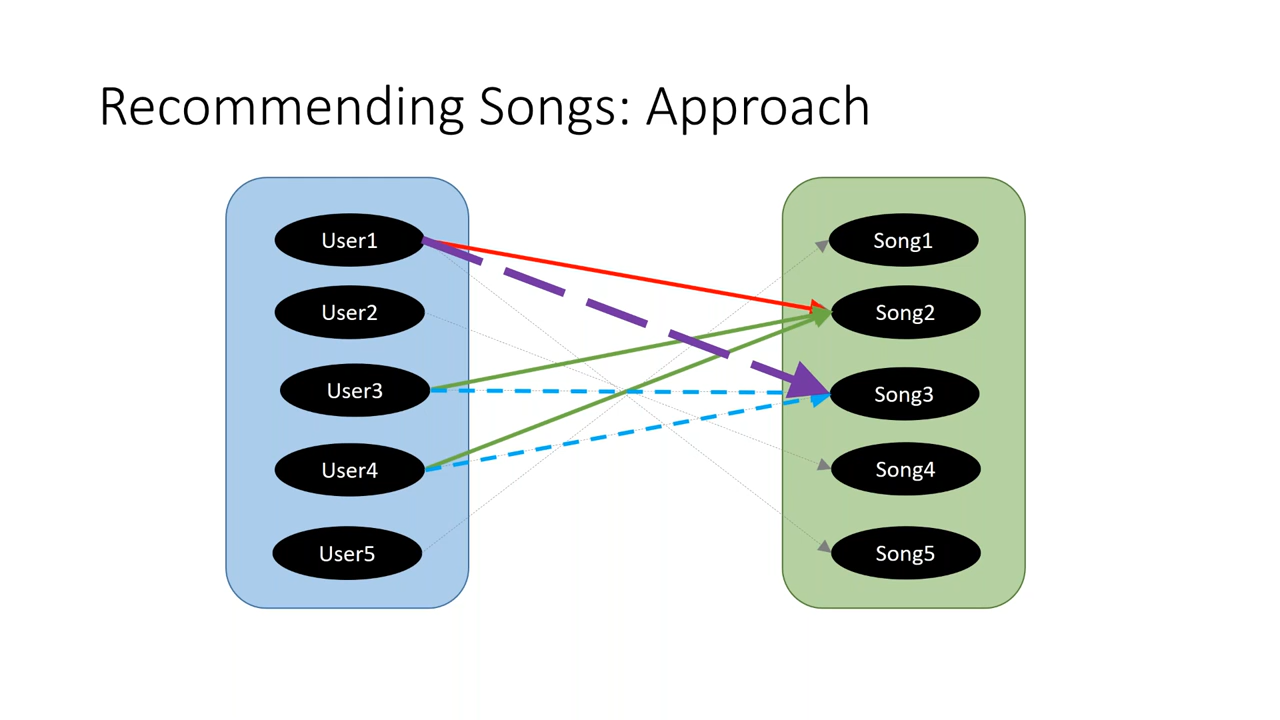 Recommending Songs: Approach
User1
User2
User3
User4
User5
Song1
Song2
Song3
Song4
Song5